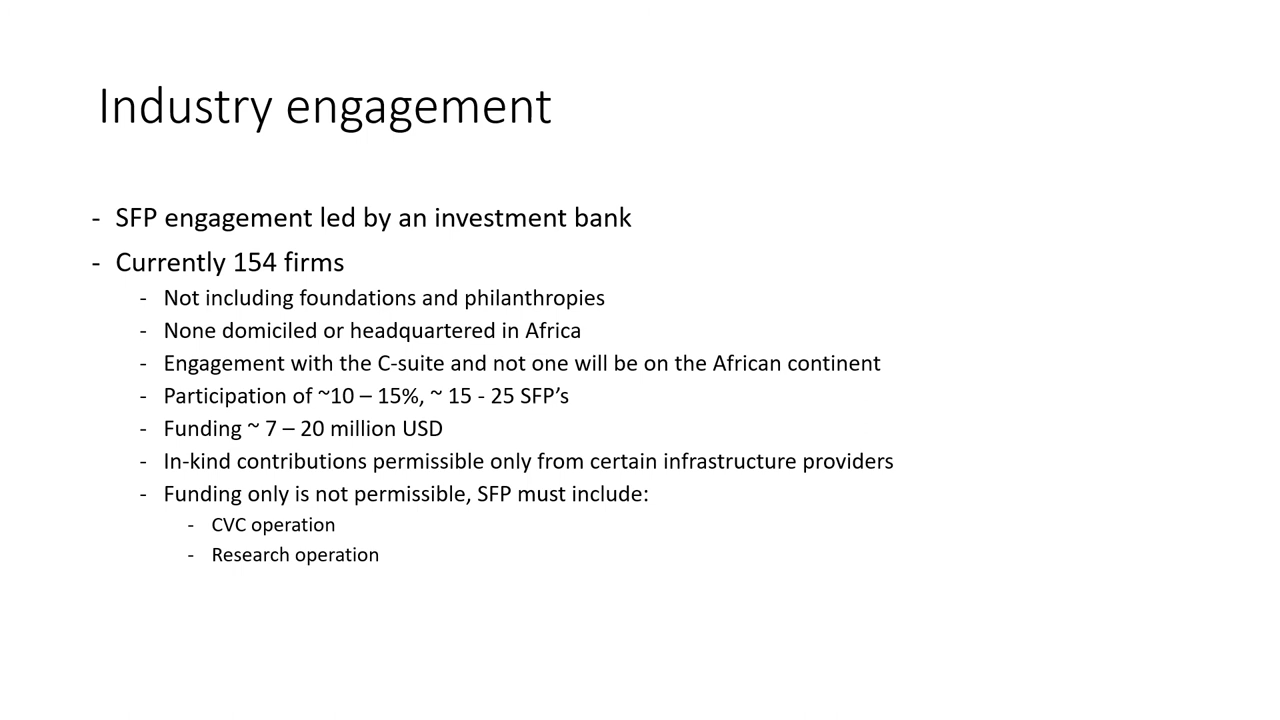 Industry engagement
- SFP engagement led by an investment bank
- Currently 154 firms
- Not including foundations and philanthropies
- None domiciled or headquartered in Africa
- Engagement with the C-suite and not one will be on the African continent
- Participation of ~10 – 15%, ~ 15 - 25 SFP’s
- Funding ~ 7 – 20 million USD
- In-kind contributions permissible only from certain infrastructure providers
- Funding only is not permissible, SFP must include:
- CVC operation
- Research operation